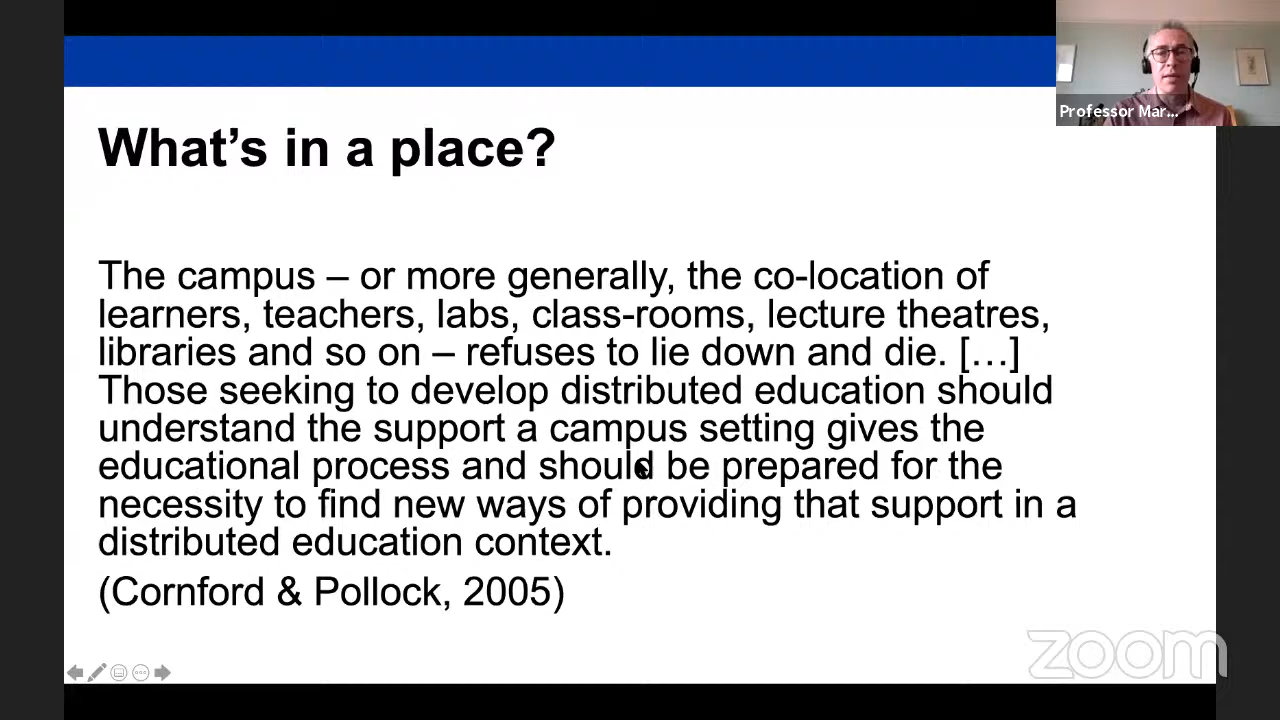 Professor Mar...
What's in a place?
The campus – or more generally, the co-location of
learners, teachers, labs, class-rooms, lecture theatres,
libraries and so on – refuses to lie down and die. […]
Those seeking to develop distributed education should
understand the support a campus setting gives the
educational process and should be prepared for the
necessity to find new ways of providing that support in a
distributed education context.
(Cornford & Pollock, 2005)
zoom